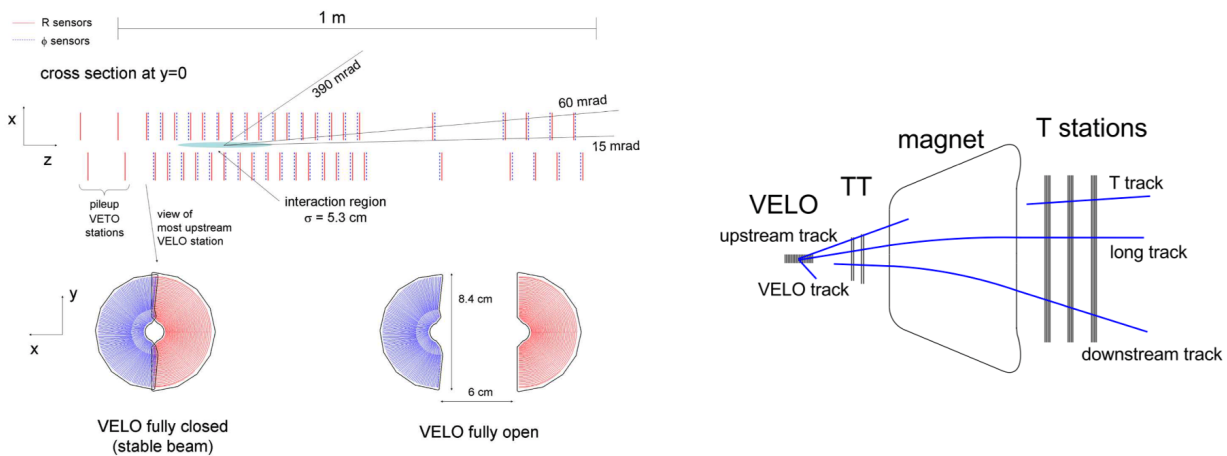 R sensors
ϕ sensors
1 m
cross section at y=0
390 mrad
60 mrad
15 mrad
x
z
pileup
VETO
stations
view of
most upstream
VELO station
interaction region
σ = 5.3 cm
y
x
8.4 cm
6 cm
VELO fully closed
(stable beam)
VELO fully open
magnet
T stations
TT
VELO
T track
upstream track
long track
VELO track
downstream track